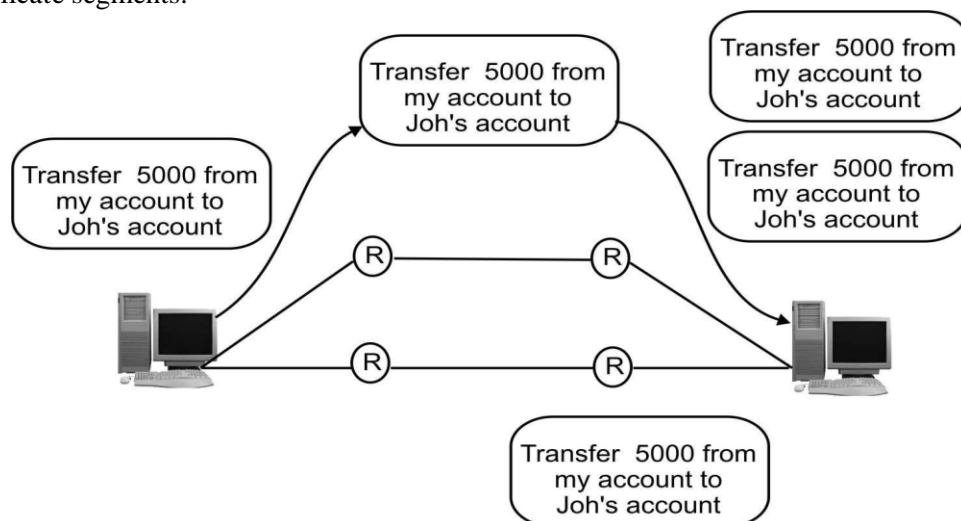 licate segments.
Transfer 5000 from
my account to
Joh's account
Transfer 5000 from
my account to
Joh's account
Transfer 5000 from
my account to
Joh's account
Transfer 5000 from
my account to
Joh's account
R
R
R
R
Transfer 5000 from
my account to
Joh's account